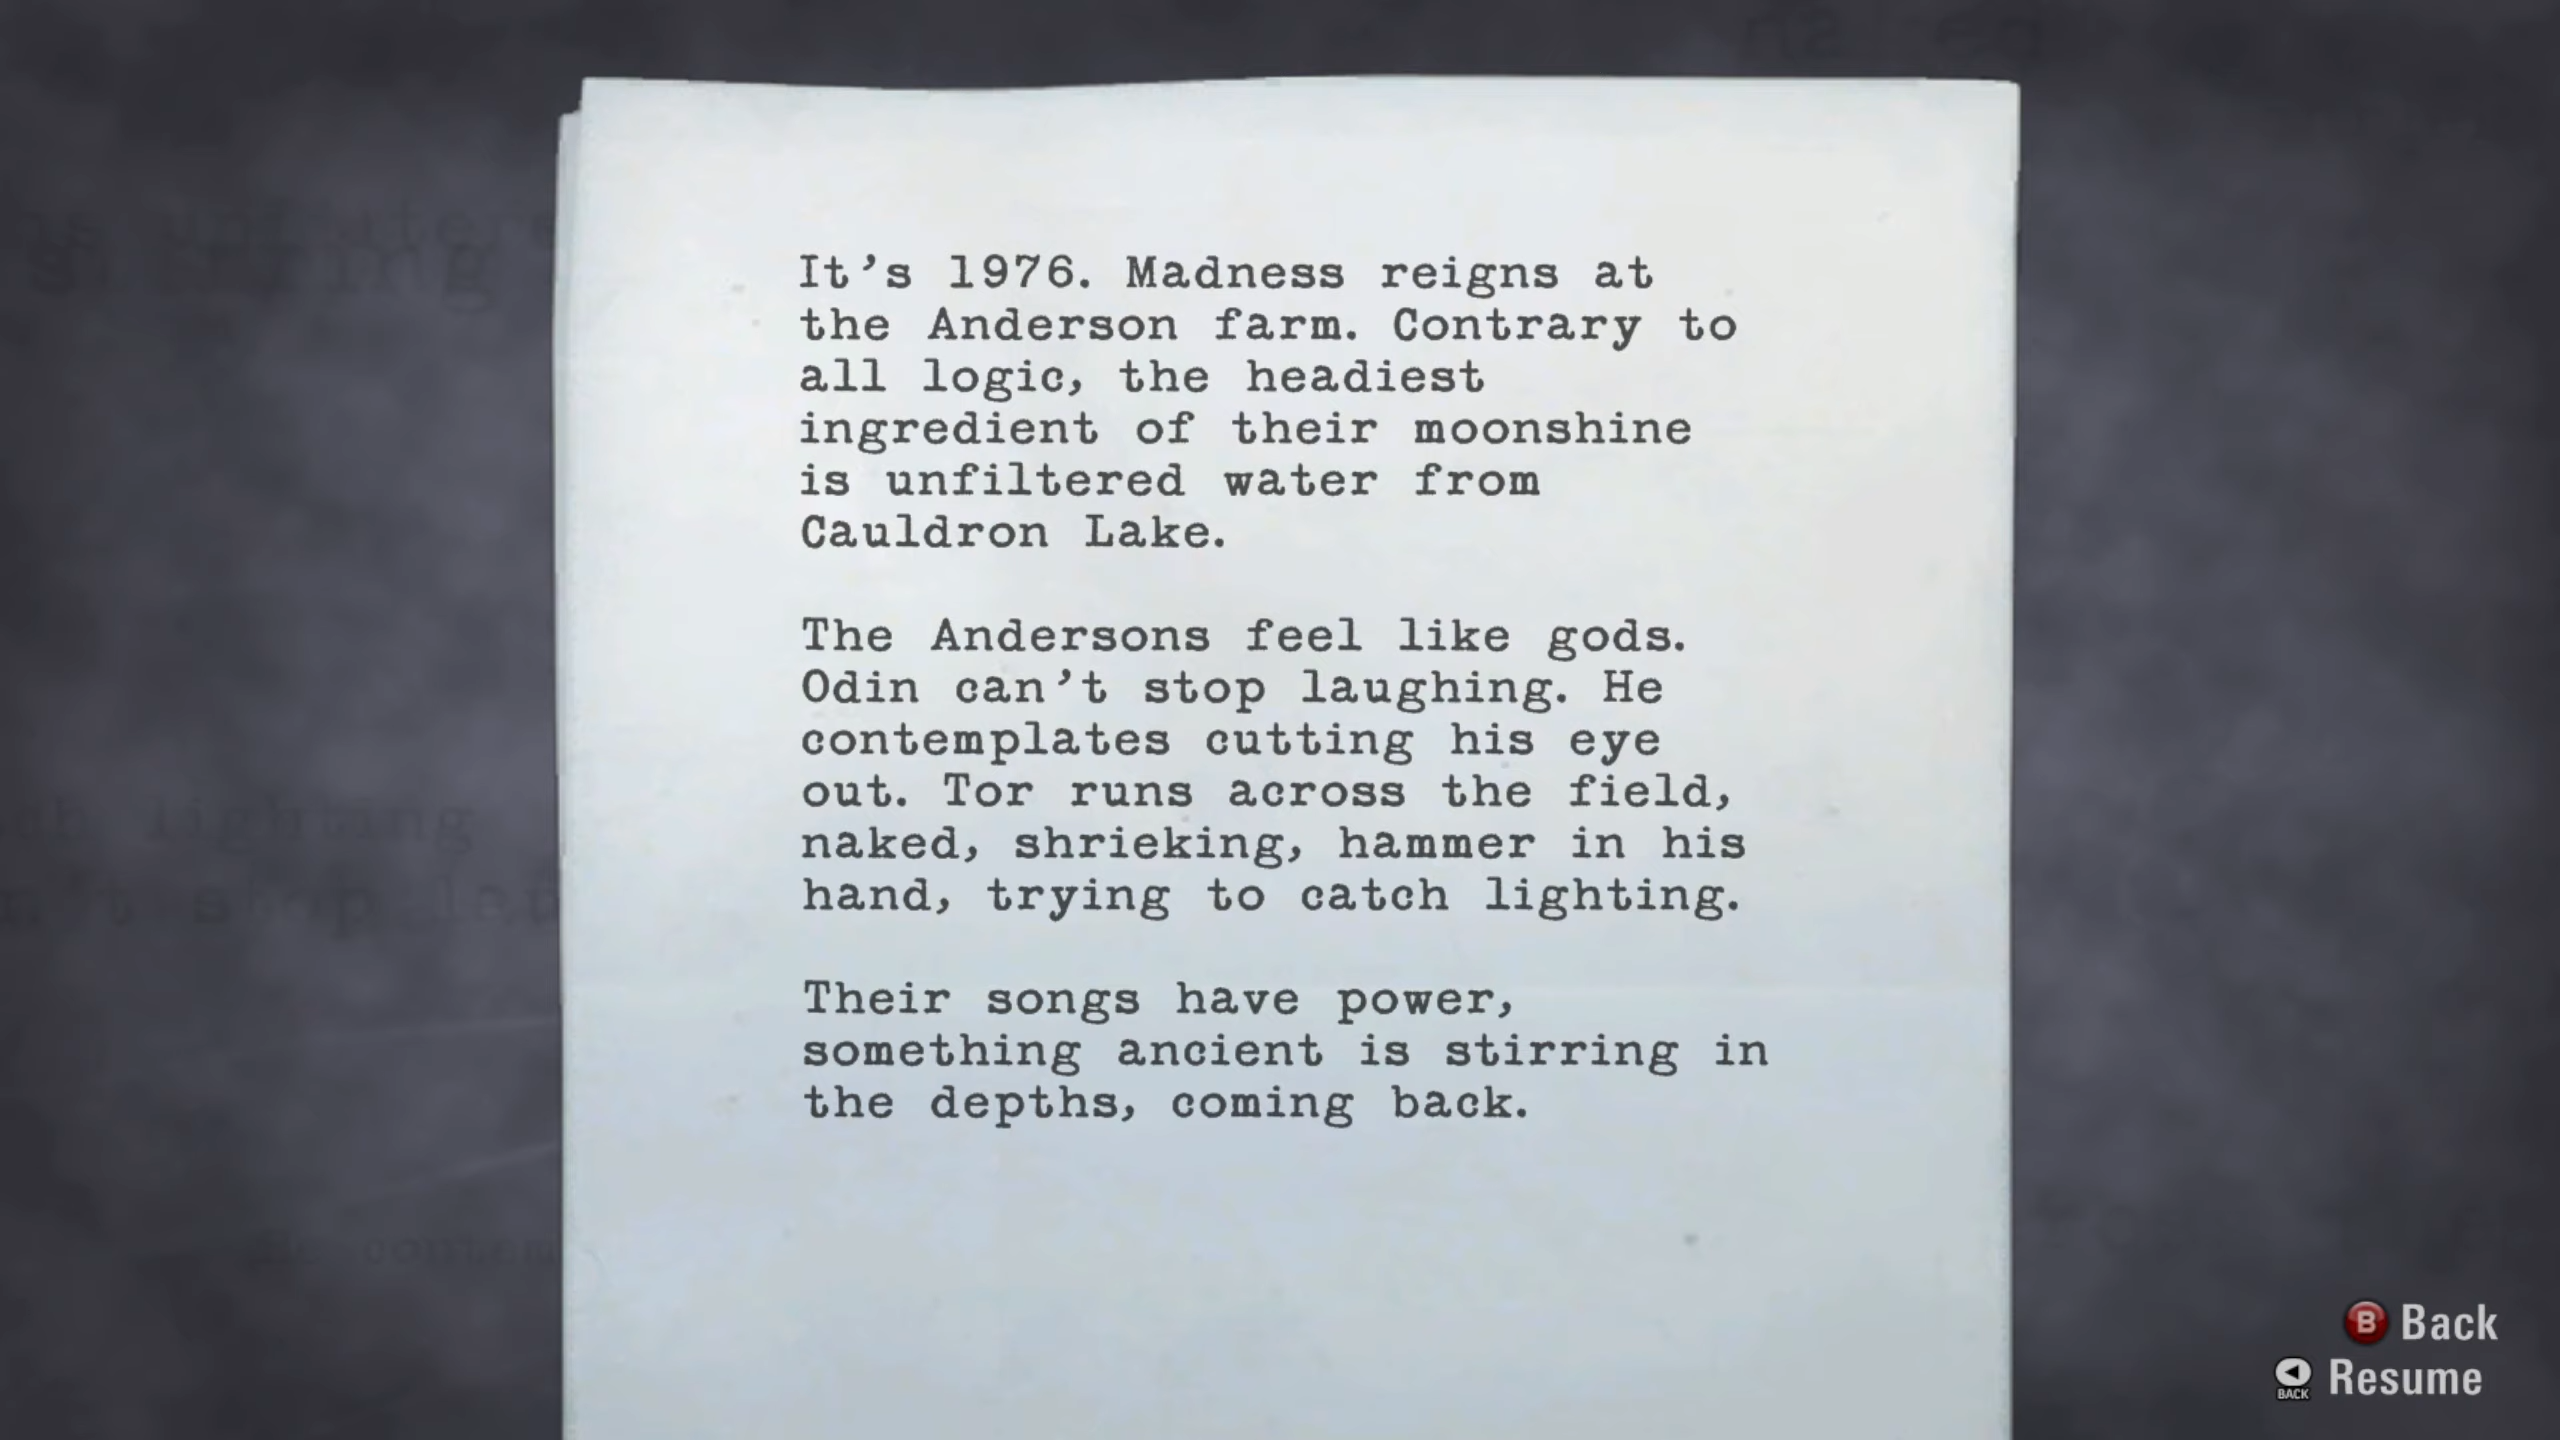 It’s 1976. Madness reigns at
the Anderson farm. Contrary to
all logic, the headiest
ingredient of their moonshine
is unfiltered water from
Cauldron Lake.
The Andersons feel like gods.
Odin can’t stop laughing. He
contemplates cutting his eye
out. Tor runs across the field,
naked, shrieking, hammer in his
hand, trying to catch lighting.
Their songs have power,
something ancient is stirring in
the depths, coming back.
B Back
BACK Resume